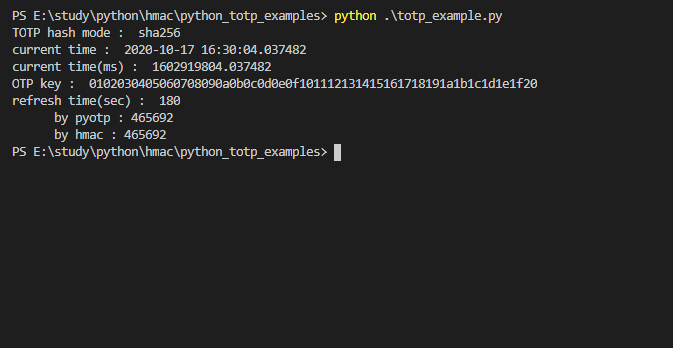 PS E:\study\python\hmac\python_totp_examples> python .\totp_example.py
TOTP hash mode :  sha256
current time :  2020-10-17 16:30:04.037482
current time(ms) :  1602919804.037482
OTP key :  0102030405060708090a0b0c0d0e0f101112131415161718191a1b1c1d1e1f20
refresh time(sec) :  180
      by pyotp : 465692
      by hmac : 465692
PS E:\study\python\hmac\python_totp_examples>